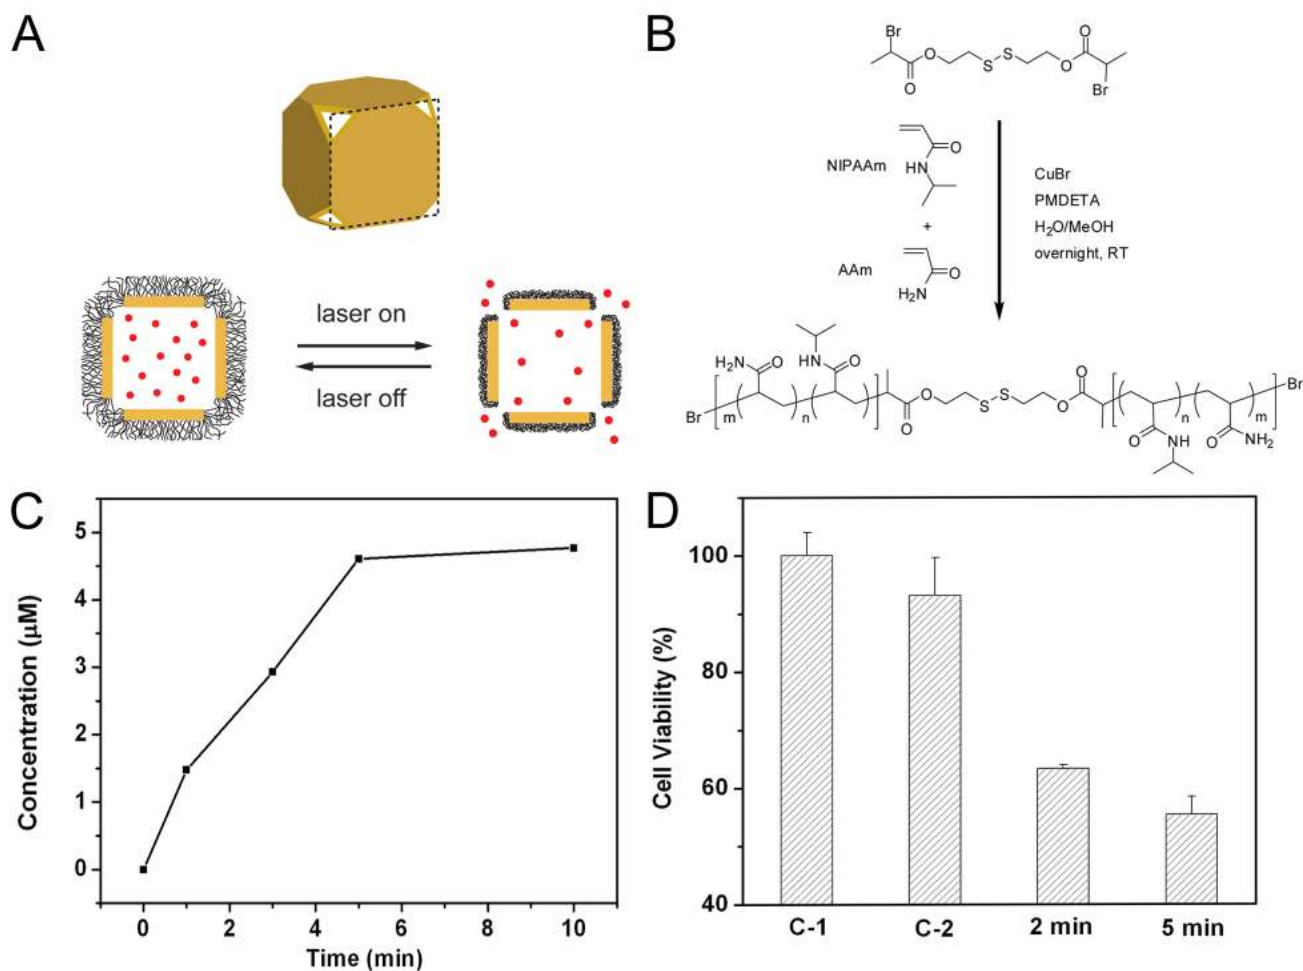 A
laser on
laser off
B
Br
O
O
S
S
O
O
O
Br
NIPAAm
O
HN
+
AAm
O
H₂N
CuBr
PMDETA
H₂O/MeOH
overnight, RT
H₂N
O
HN
O
Br
m
n
O
O
S
S
O
O
n
m
Br
O
NH
O
NH₂
C
Concentration (μM)
5
4
3
2
1
0
0 2 4 6 8 10
Time (min)
D
Cell Viability (%)
100
80
60
40
C-1 C-2 2 min 5 min